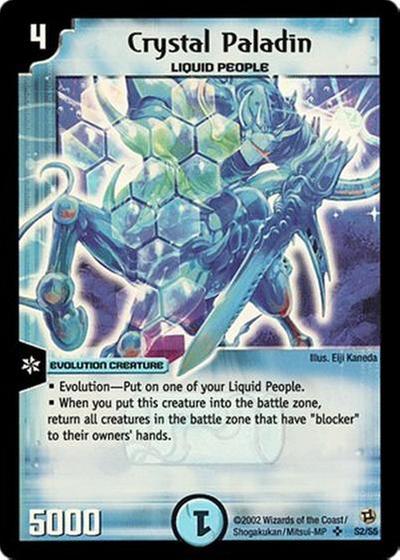 4
Crystal Paladin
LIQUID PEOPLE
Illus. Eiji Kaneda
EVOLUTION CREATURE
▪ Evolution—Put on one of your Liquid People.
▪ When you put this creature into the battle zone,
return all creatures in the battle zone that have "blocker"
to their owners' hands.
5000
1
©2002 Wizards of the Coast/
Shogakukan/Mitsui-MP S2/S5